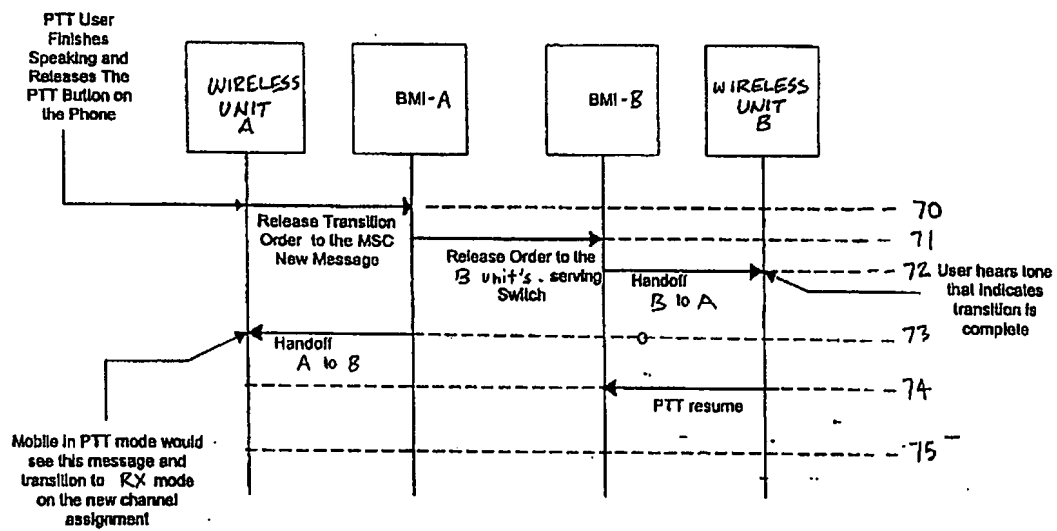 PTT User
Finishes
Speaking and
Releases The
PTT Button on
the Phone
WIRELESS
UNIT
A
BMI-A
BMI-B
WIRELESS
UNIT
B
Release Transition
Order to the MSC
New Message
70
71
Release Order to the
B unit's serving
Switch
Handoff
B to A
72
User hears tone
that indicates
transition is
complete
Handoff
A to B
73
PTT resume
74
75
Mobile in PTT mode would
see this message and
transition to RX mode
on the new channel
assignment